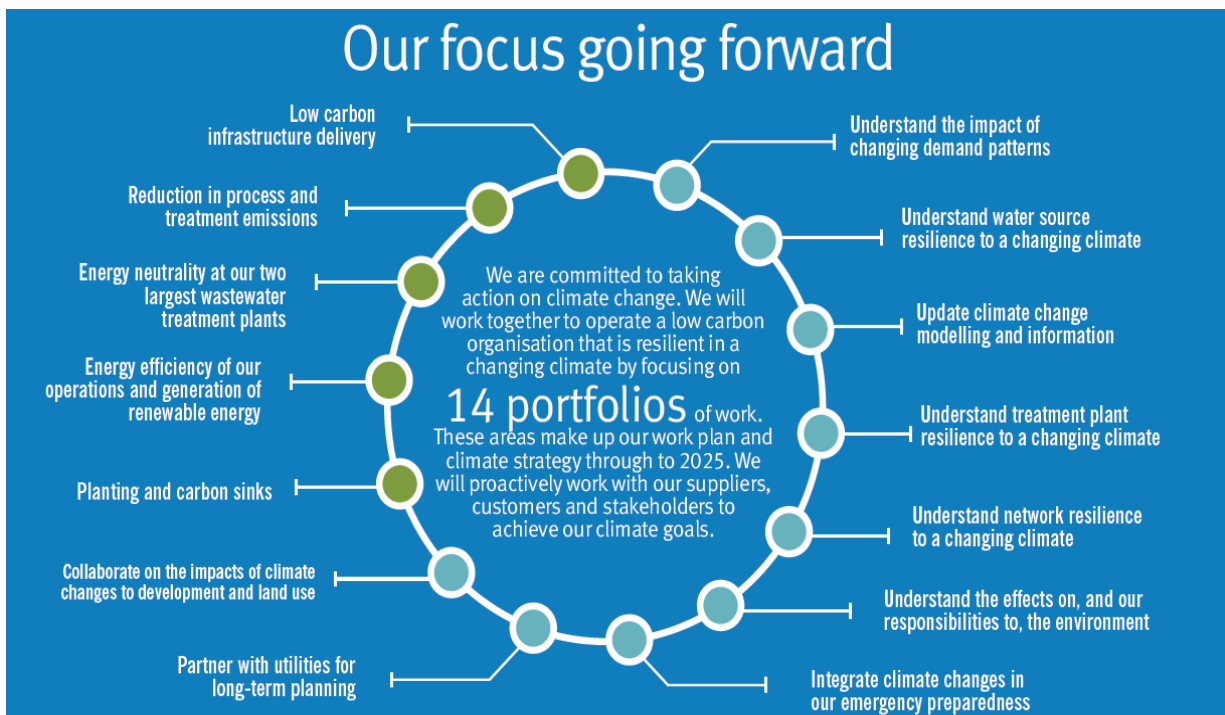 Our focus going forward
Low carbon
infrastructure delivery
Reduction in process and
treatment emissions
Energy neutrality at our two
largest wastewater
treatment plants
Energy efficiency of our
operations and generation of
renewable energy
Planting and carbon sinks
Collaborate on the impacts of climate
changes to development and land use
Partner with utilities for
long-term planning
We are committed to taking
action on climate change. We will
work together to operate a low carbon
organisation that is resilient in a
changing climate by focusing on
14 portfolios of work.
These areas make up our work plan and
climate strategy through to 2025. We
will proactively work with our suppliers,
customers and stakeholders to
achieve our climate goals.
Understand the impact of
changing demand patterns
Understand water source
resilience to a changing climate
Update climate change
modelling and information
Understand treatment plant
resilience to a changing climate
Understand network resilience
to a changing climate
Understand the effects on, and our
responsibilities to, the environment
Integrate climate changes in
our emergency preparedness